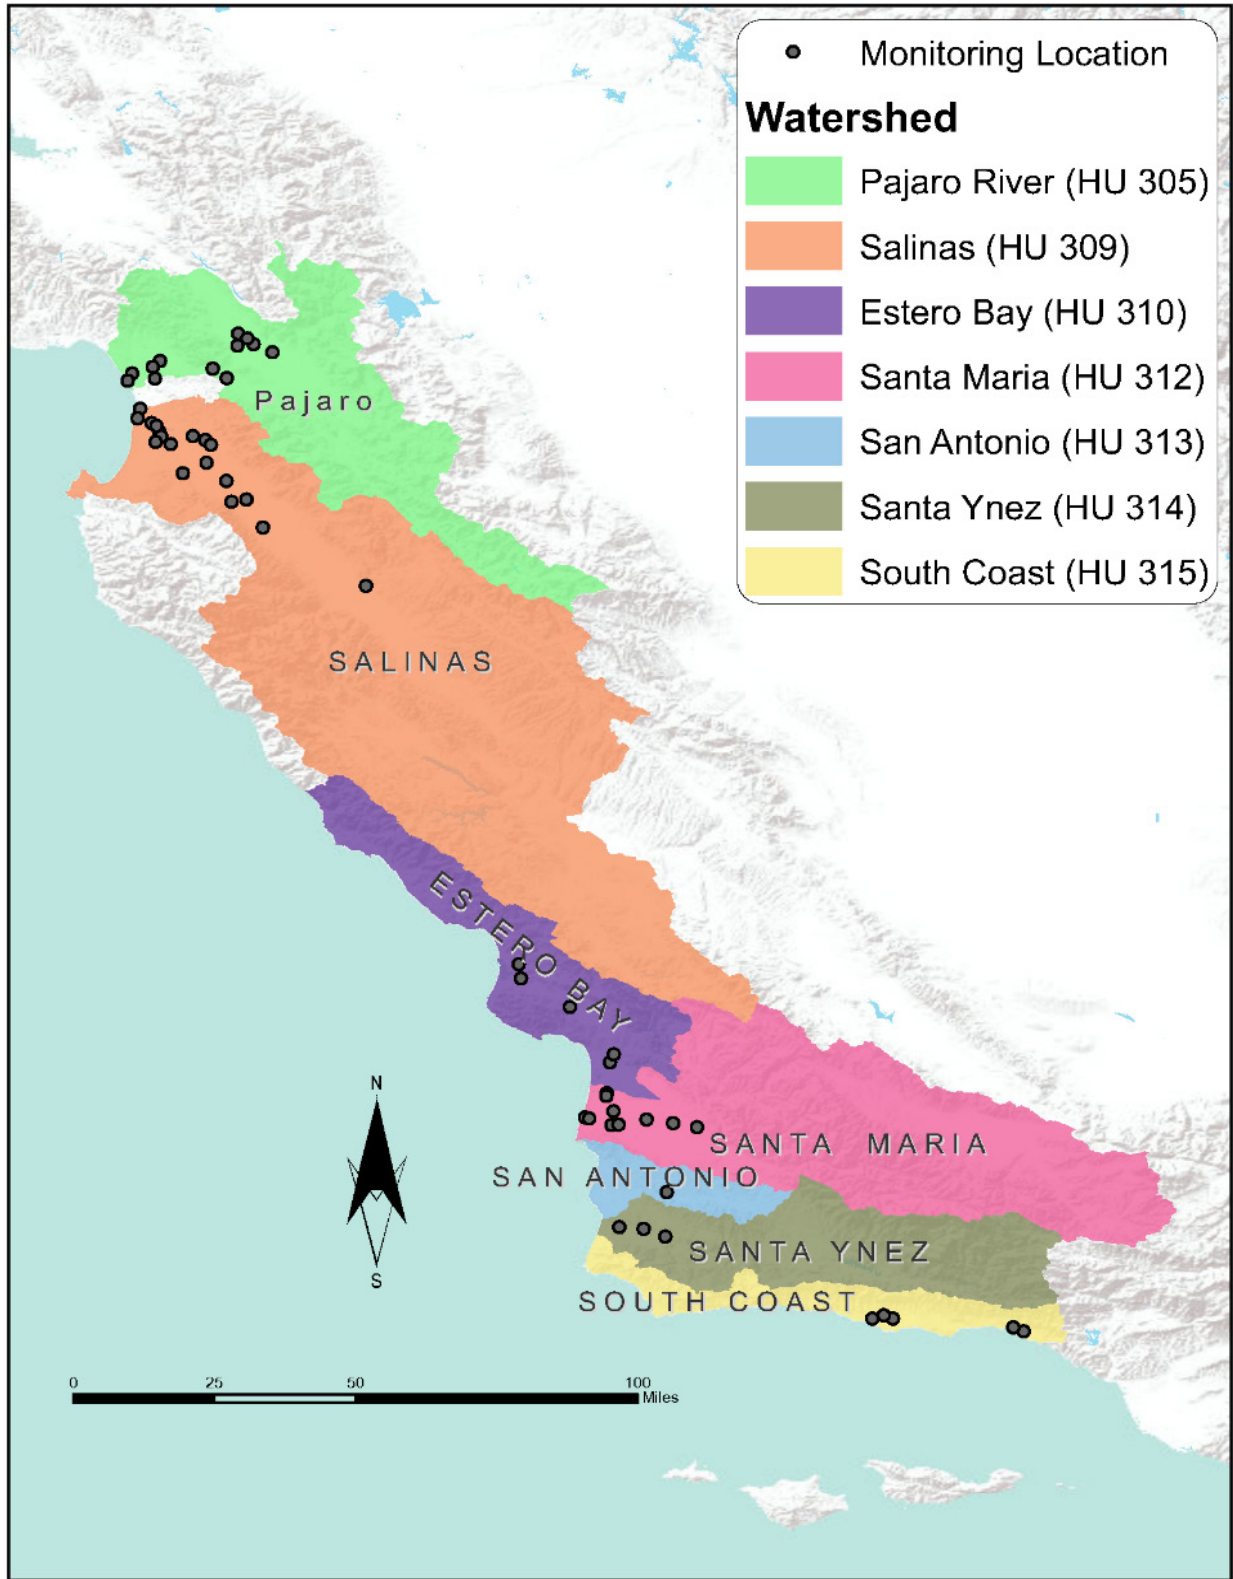 Monitoring Location
Watershed
Pajaro River (HU 305)
Salinas (HU 309)
Estero Bay (HU 310)
Santa Maria (HU 312)
San Antonio (HU 313)
Santa Ynez (HU 314)
South Coast (HU 315)
Pajaro
SALINAS
ESTERO BAY
SANTA MARIA
SAN ANTONIO
SANTA YNEZ
SOUTH COAST
N
S
0 25 50 100
Miles